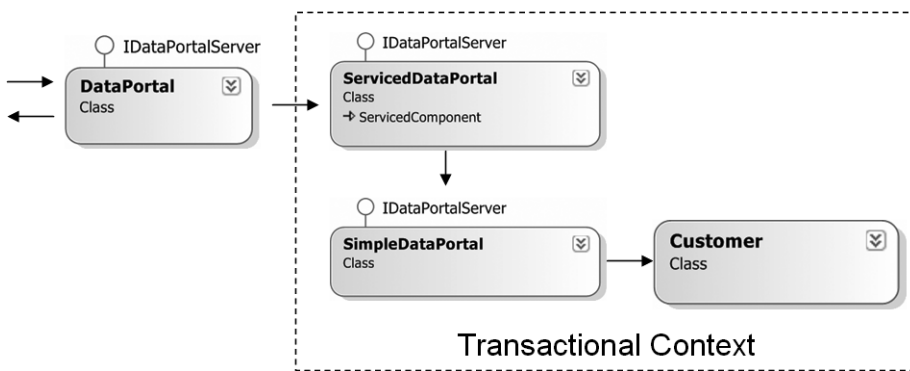 IDataPortalServer
DataPortal
Class
IDataPortalServer
ServicedDataPortal
Class
ServicedComponent
IDataPortalServer
SimpleDataPortal
Class
Customer
Class
Transactional Context